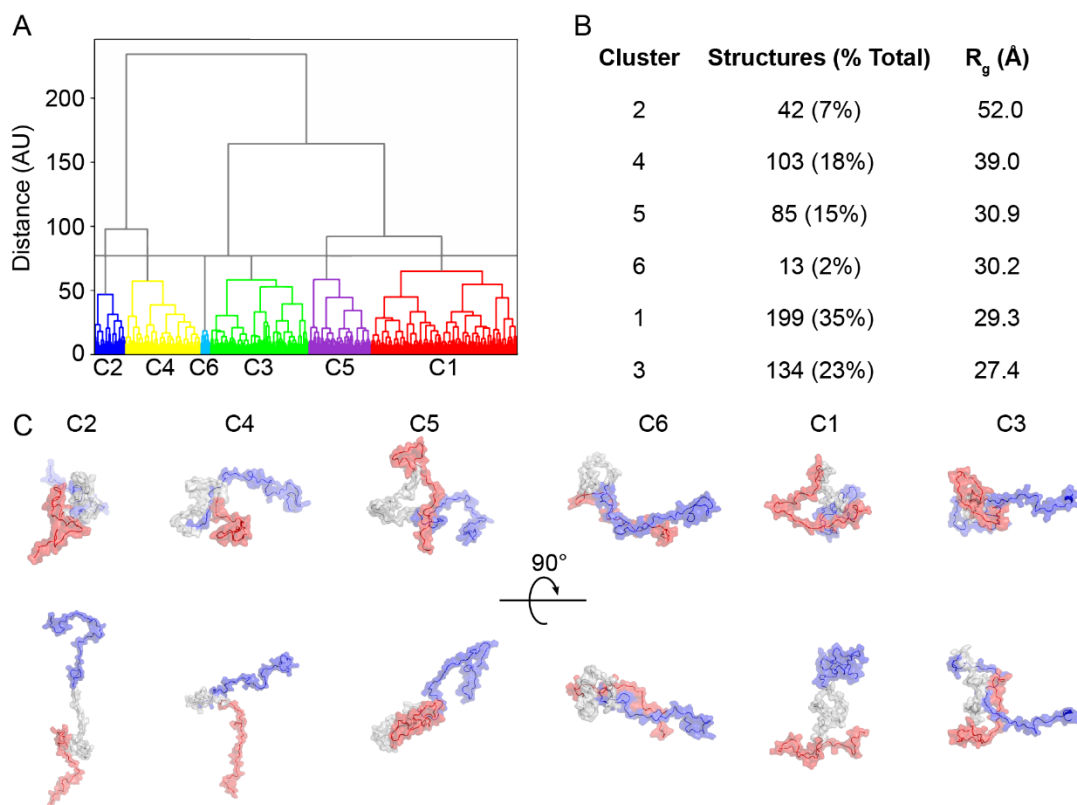 A
Distance (AU)
200
150
100
50
0
C2 C4 C6 C3 C5 C1
B
Cluster Structures (% Total) Rg (Å)
2 42 (7%) 52.0
4 103 (18%) 39.0
5 85 (15%) 30.9
6 13 (2%) 30.2
1 199 (35%) 29.3
3 134 (23%) 27.4
C
C2 C4 C5 C6 C1 C3
90°